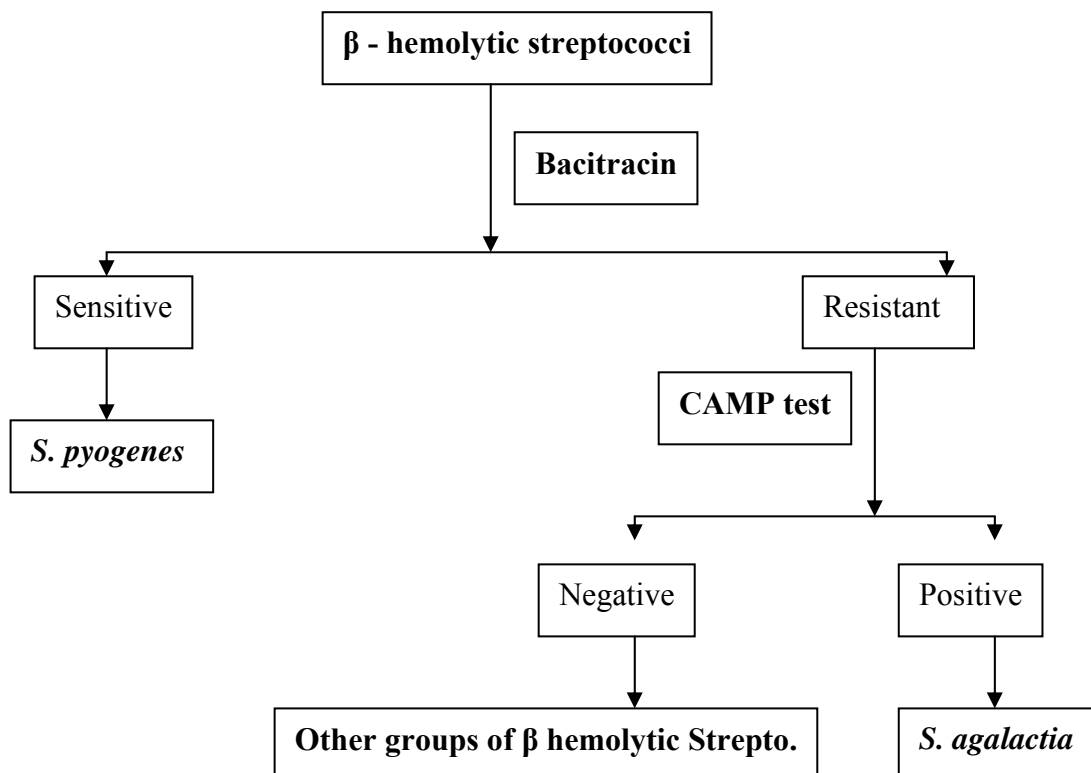 β - hemolytic streptococci
Bacitracin
Sensitive
Resistant
CAMP test
S. pyogenes
Negative
Positive
Other groups of β hemolytic Strepto.
S. agalactia